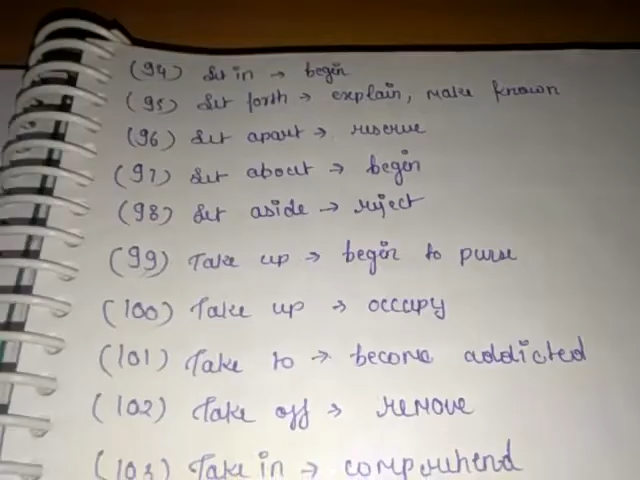 (94) Set in → begin
(95) Set forth → explain, make known
(96) Set apart → reserve
(97) Set about → begin
(98) Set aside → reject
(99) Take up → begin to purse
(100) Take up → occapy
(101) Take to → become addicted
(102) Take off → remove
(103) Take in → comprehend